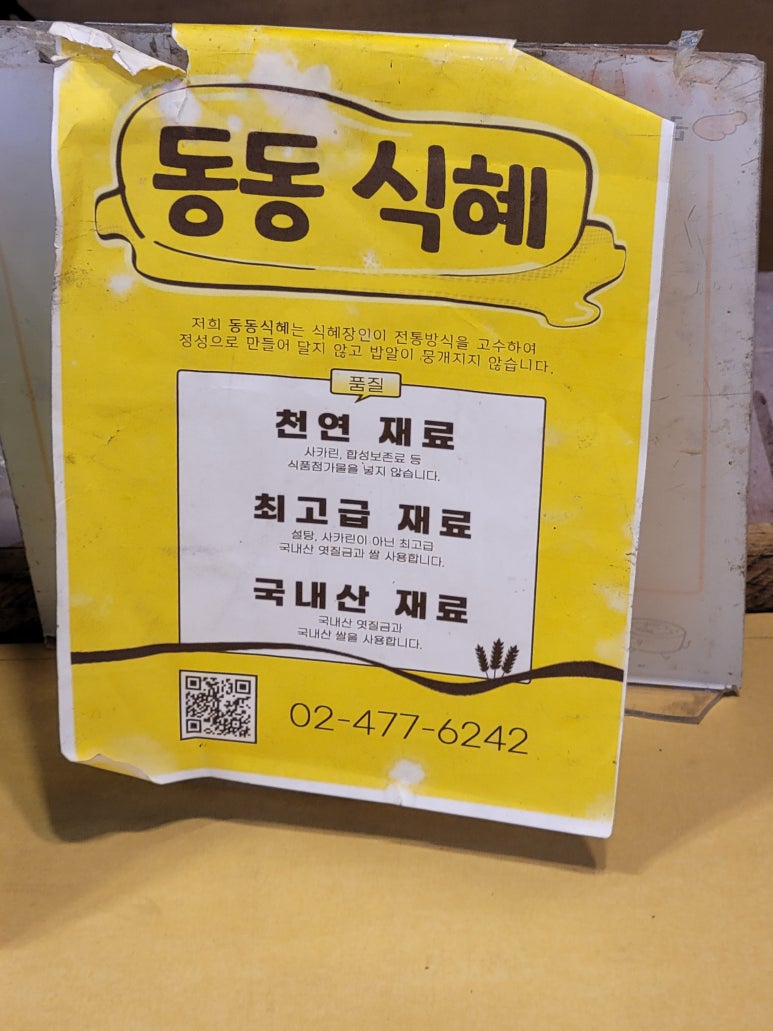 동동 식혜
저희 동동식혜는 식혜장인이 전통방식을 고수하여
정성으로 만들어 달지 않고 밥알이 뭉개지지 않습니다.
품질
천연 재료
사카린, 합성보존료 등
식품첨가물을 넣지 않습니다.
최고급 재료
설탕, 사카린이 아닌 최고급
국내산 엿질금과 쌀 사용합니다.
국내산 재료
국내산 엿질금과
국내산 쌀을 사용합니다.
02-477-6242